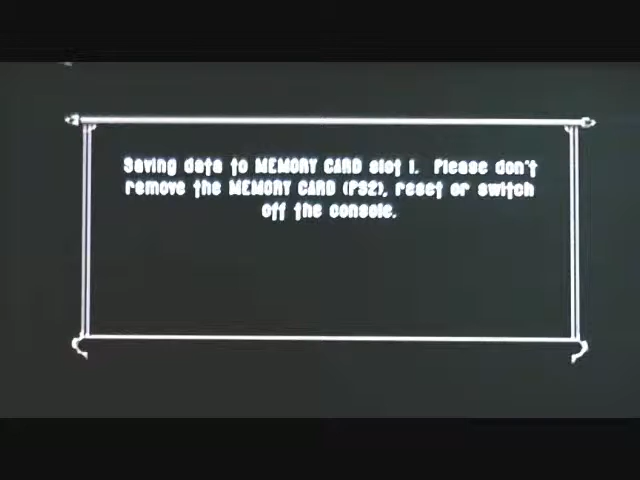 Saving data to MEMORY CARD slot 1. Please don't
remove the MEMORY CARD (PS2), reset or switch
off the console.